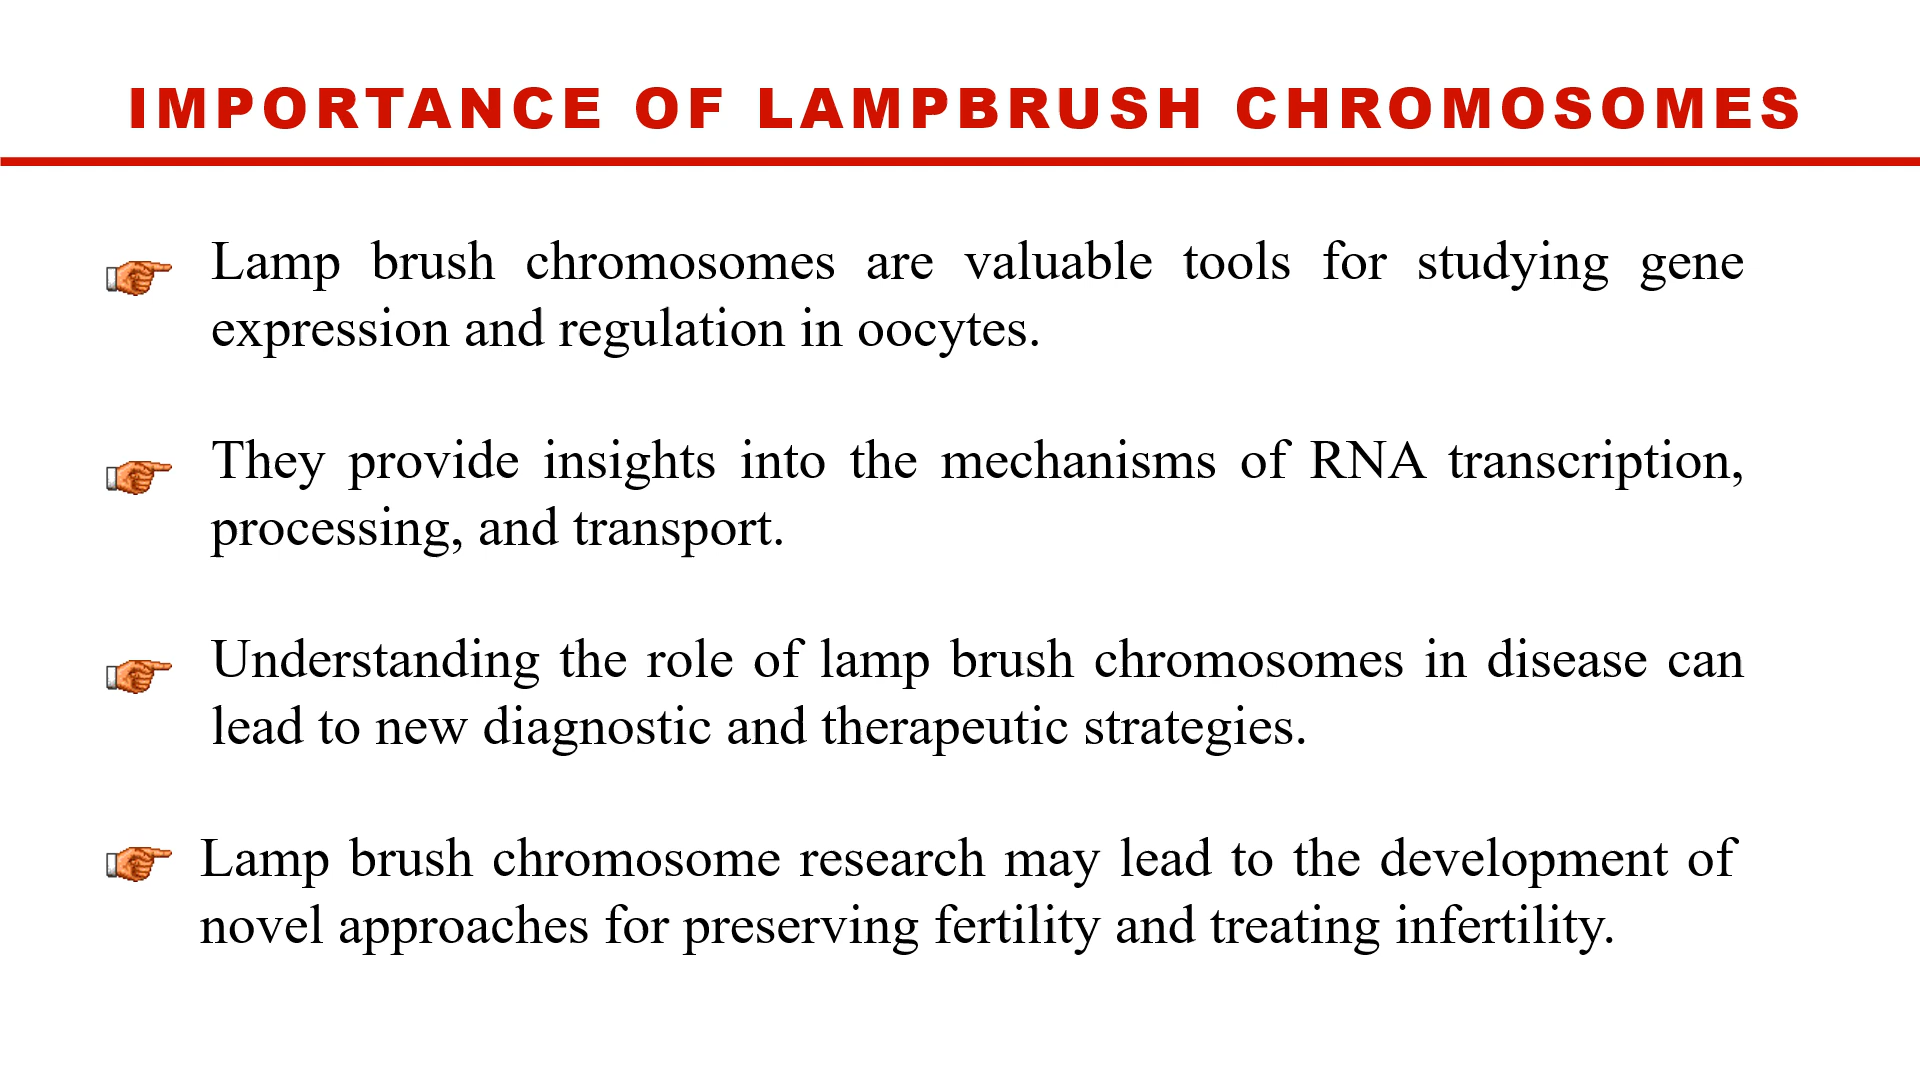 IMPORTANCE OF LAMPBRUSH CHROMOSOMES
Lamp brush chromosomes are valuable tools for studying gene
expression and regulation in oocytes.
They provide insights into the mechanisms of RNA transcription,
processing, and transport.
Understanding the role of lamp brush chromosomes in disease can
lead to new diagnostic and therapeutic strategies.
Lamp brush chromosome research may lead to the development of
novel approaches for preserving fertility and treating infertility.